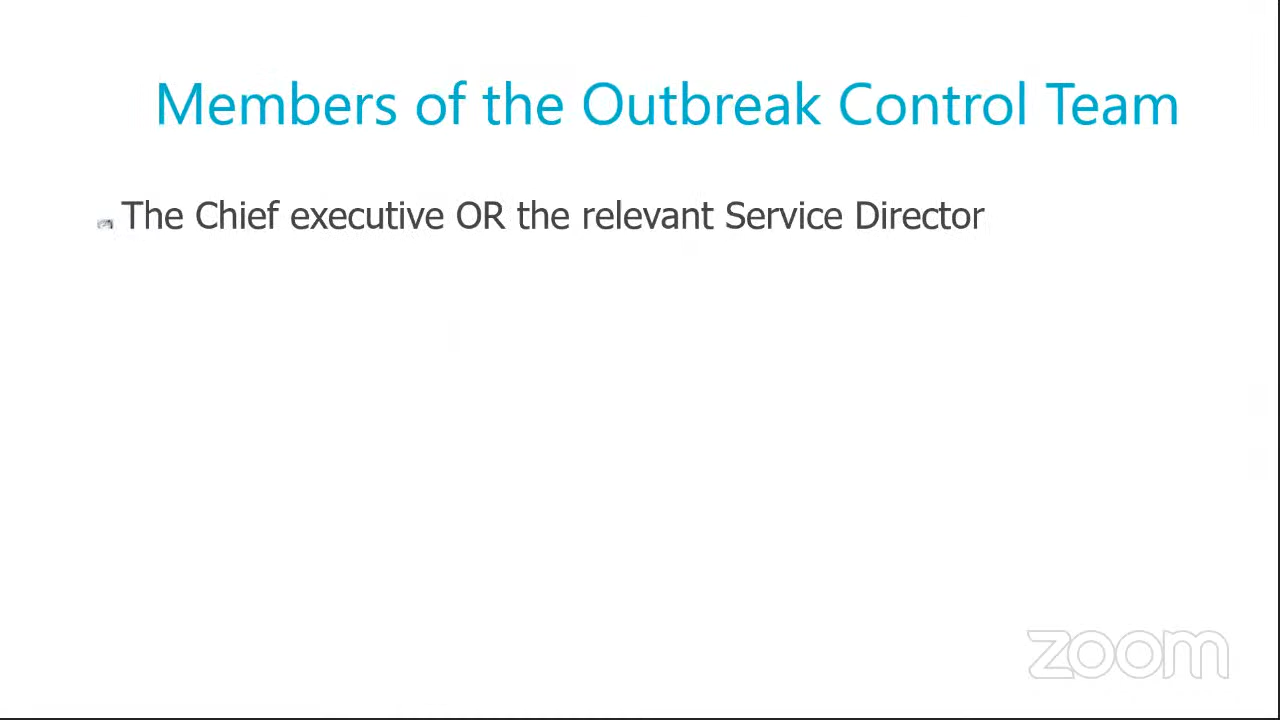 Members of the Outbreak Control Team
The Chief executive OR the relevant Service Director
zoom